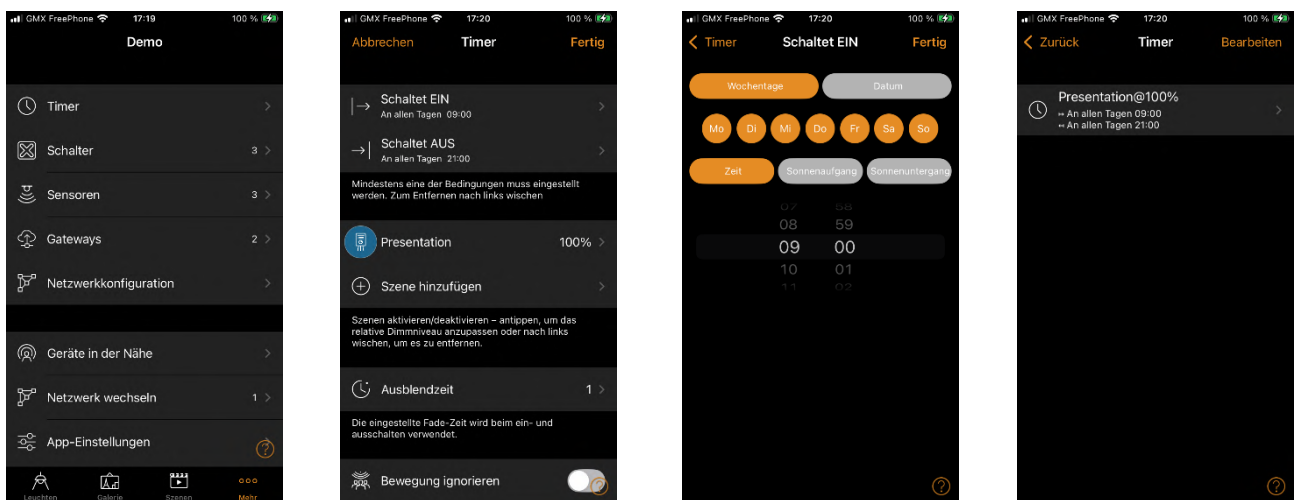 GMX FreePhone 17:19 100 %
Demo
Timer
Schalter 3
Sensoren 3
Gateways 2
Netzwerkkonfiguration
Geräte in der Nähe
Netzwerk wechseln 1
App-Einstellungen
?
Leuchten Galerie Szenen Mehr
GMX FreePhone 17:20 100 %
Abbrechen Timer Fertig
Schaltet EIN
An allen Tagen 09:00
Schaltet AUS
An allen Tagen 21:00
Mindestens eine der Bedingungen muss eingestellt
werden. Zum Entfernen nach links wischen
Presentation 100%
Szene hinzufügen
Szenen aktivieren/deaktivieren – antippen, um das
relative Dimmniveau anzupassen oder nach links
wischen, um es zu entfernen.
Ausblendzeit 1
Die eingestellte Fade-Zeit wird beim ein- und
ausschalten verwendet.
Bewegung ignorieren
?
GMX FreePhone 17:20 100 %
Timer Schaltet EIN Fertig
Wochentage Datum
Mo Di Mi Do Fr Sa So
Zeit Sonnenaufgang Sonnenuntergang
07 58
08 59
09 00
10 01
11 02
?
GMX FreePhone 17:20 100 %
Zurück Timer Bearbeiten
Presentation@100%
↦ An allen Tagen 09:00
↤ An allen Tagen 21:00
?